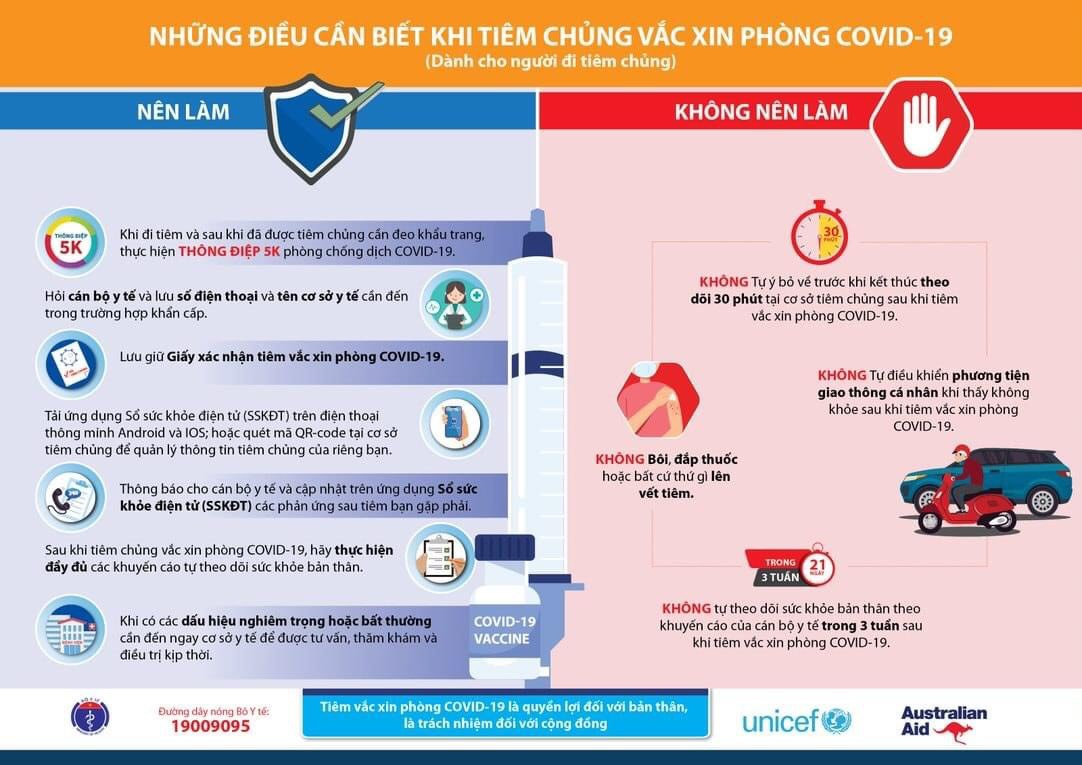 NHỮNG ĐIỀU CẦN BIẾT KHI TIÊM CHỦNG VẮC XIN PHÒNG COVID-19
(Dành cho người đi tiêm chủng)
NÊN LÀM
THÔNG ĐIỆP
5K
Khi đi tiêm và sau khi đã được tiêm chủng cần đeo khẩu trang,
thực hiện THÔNG ĐIỆP 5K phòng chống dịch COVID-19.
Hỏi cán bộ y tế và lưu số điện thoại và tên cơ sở y tế cần đến
trong trường hợp khẩn cấp.
Lưu giữ Giấy xác nhận tiêm vắc xin phòng COVID-19.
Tải ứng dụng Sổ sức khỏe điện tử (SSKĐT) trên điện thoại
thông minh Android và IOS; hoặc quét mã QR-code tại cơ sở
tiêm chủng để quản lý thông tin tiêm chủng của riêng bạn.
Thông báo cho cán bộ y tế và cập nhật trên ứng dụng Sổ sức
khỏe điện tử (SSKĐT) các phản ứng sau tiêm bạn gặp phải.
Sau khi tiêm chủng vắc xin phòng COVID-19, hãy thực hiện
đầy đủ các khuyến cáo tự theo dõi sức khỏe bản thân.
BỆNH VIỆN
Khi có các dấu hiệu nghiêm trọng hoặc bất thường
cần đến ngay cơ sở y tế để được tư vấn, thăm khám và
điều trị kịp thời.
COVID-19
VACCINE
KHÔNG NÊN LÀM
30
PHÚT
KHÔNG Tự ý bỏ về trước khi kết thúc theo
dõi 30 phút tại cơ sở tiêm chủng sau khi tiêm
vắc xin phòng COVID-19.
KHÔNG Tự điều khiển phương tiện
giao thông cá nhân khi thấy không
khỏe sau khi tiêm vắc xin phòng
COVID-19.
KHÔNG Bôi, đắp thuốc
hoặc bất cứ thứ gì lên
vết tiêm.
TRONG
3 TUẦN
21
NGÀY
KHÔNG tự theo dõi sức khỏe bản thân theo
khuyến cáo của cán bộ y tế trong 3 tuần sau
khi tiêm vắc xin phòng COVID-19.
BỘ Y TẾ
Đường dây nóng Bộ Y tế:
19009095
Tiêm vắc xin phòng COVID-19 là quyền lợi đối với bản thân,
là trách nhiệm đối với cộng đồng
unicef
Australian
Aid